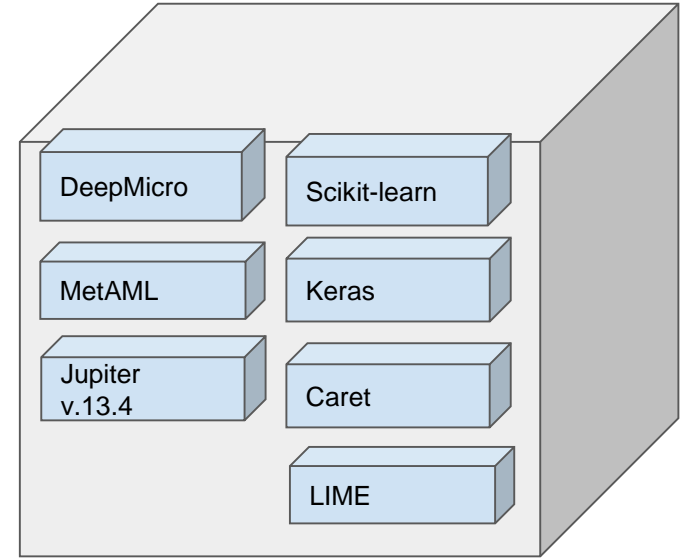 DeepMicro
MetAML
Jupiter
v.13.4
Scikit-learn
Keras
Caret
LIME